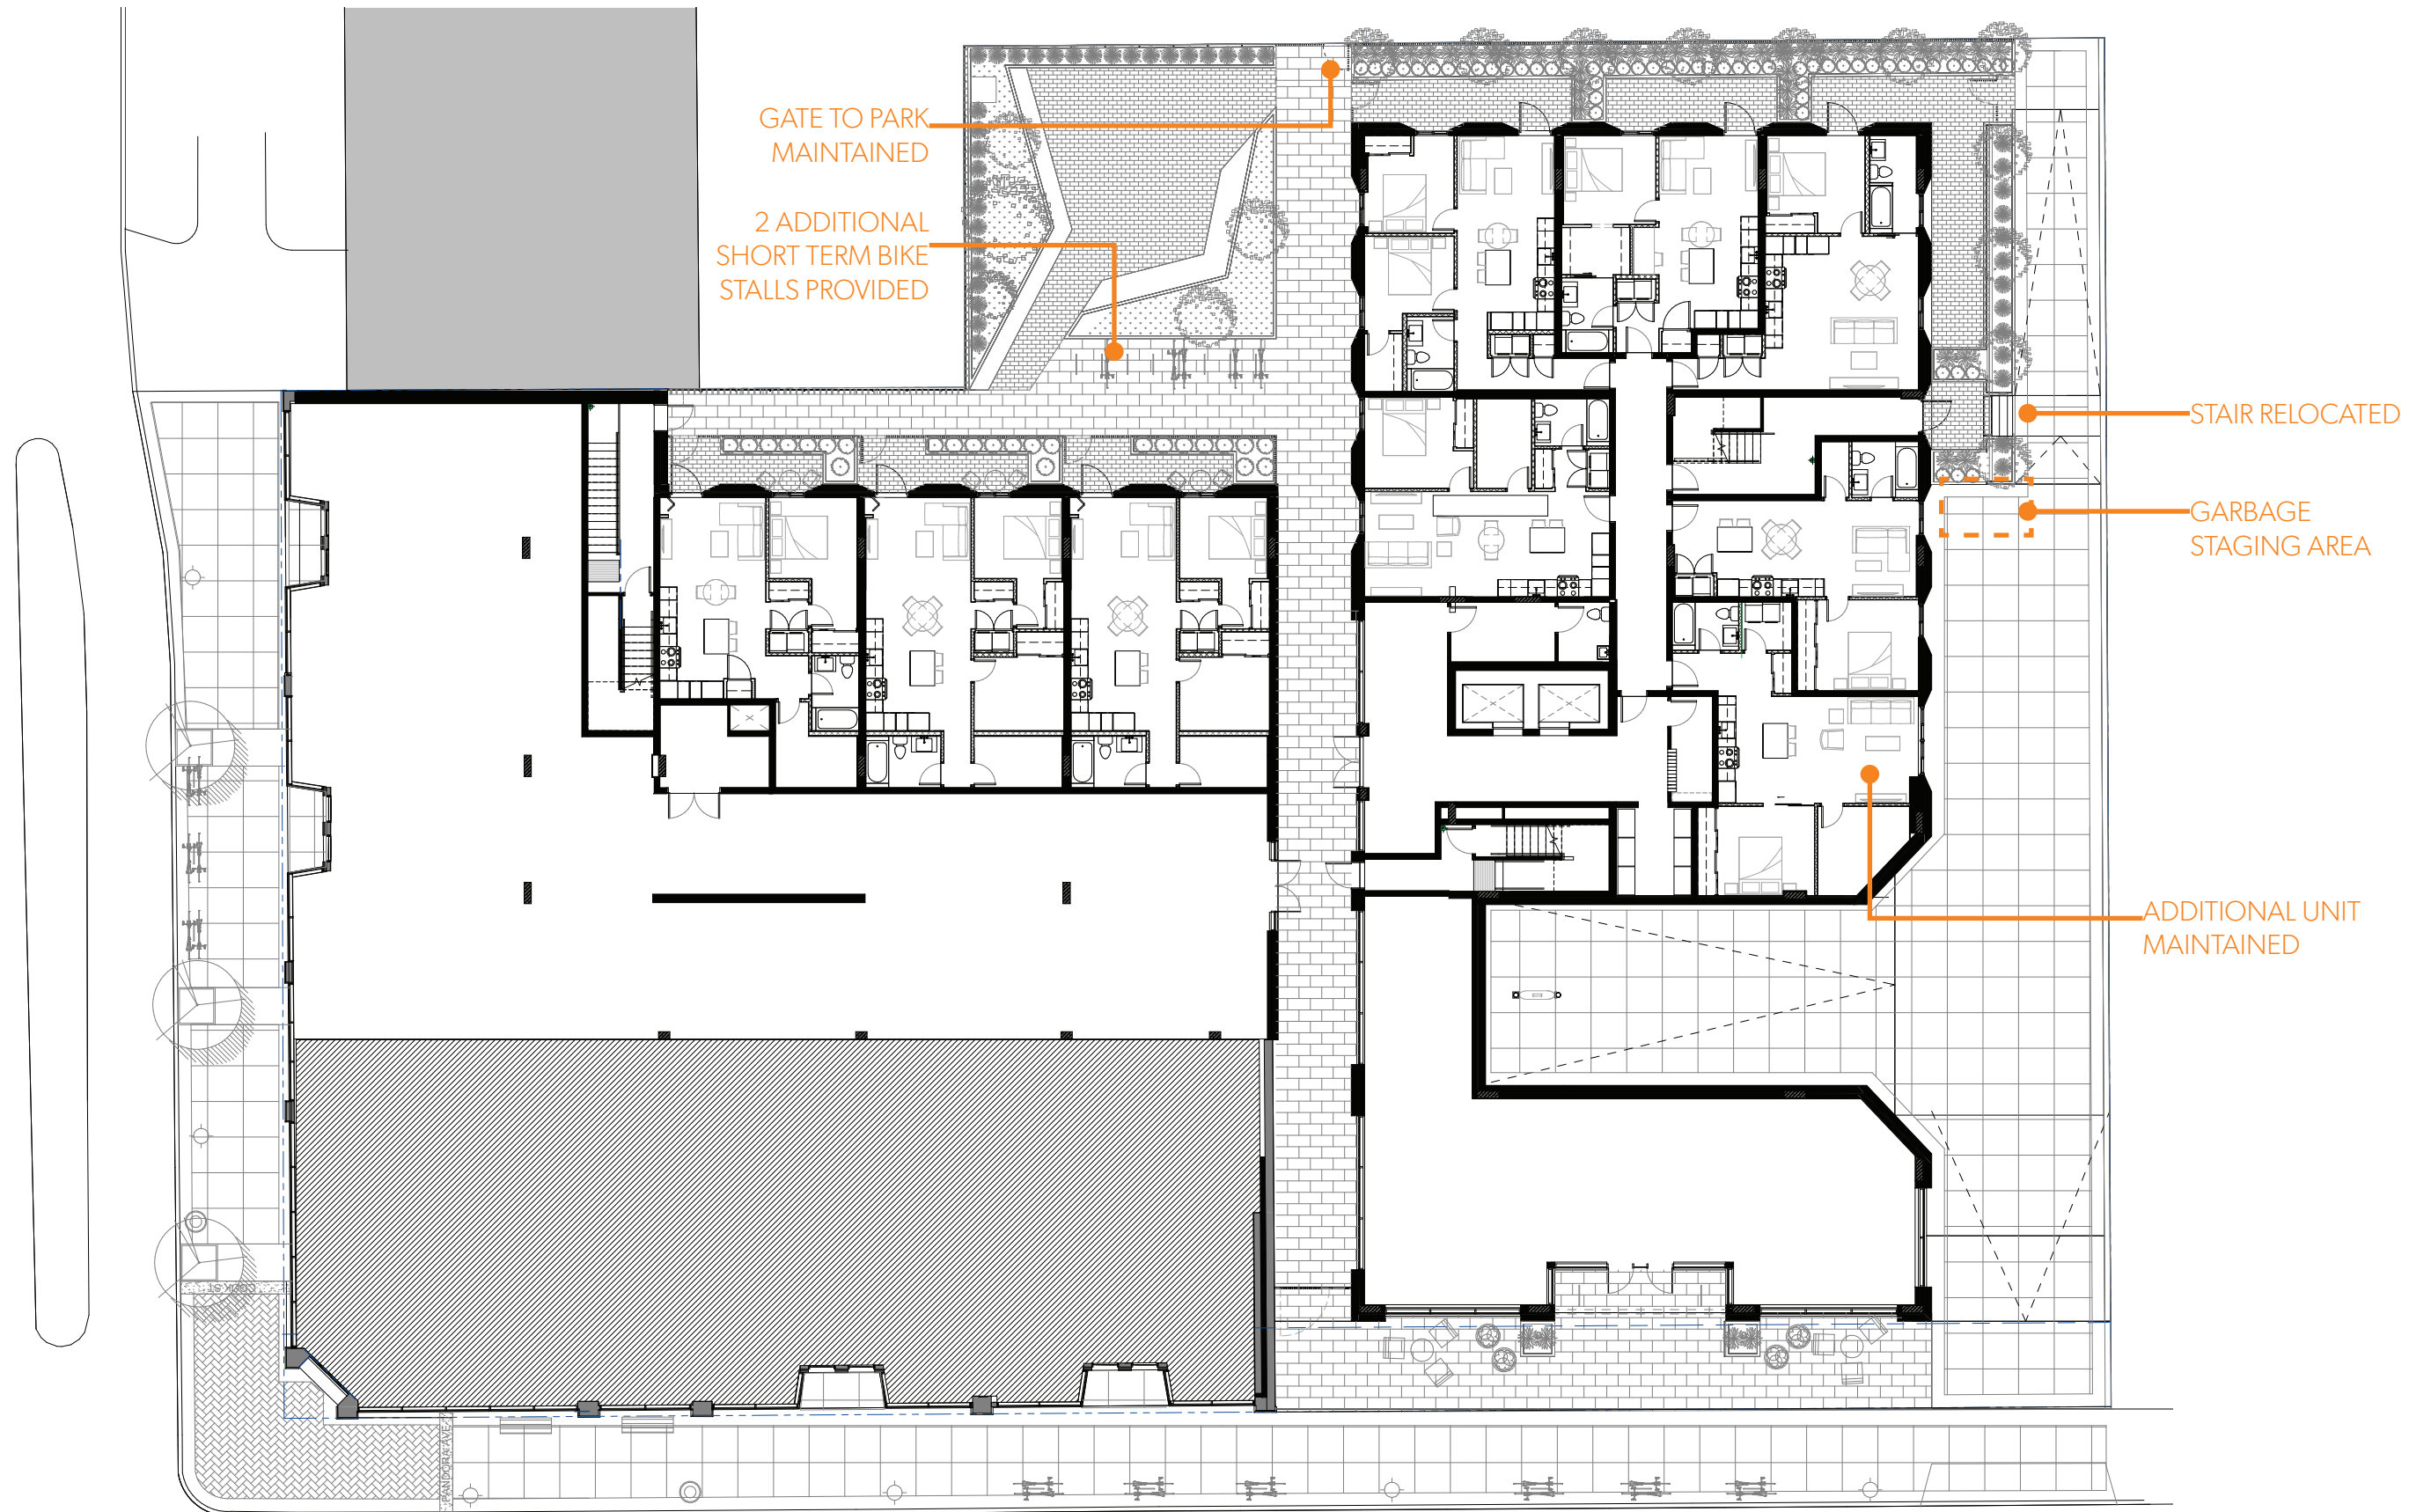 GATE TO PARK
MAINTAINED
2 ADDITIONAL
SHORT TERM BIKE
STALLS PROVIDED
STAIR RELOCATED
GARBAGE
STAGING AREA
ADDITIONAL UNIT
MAINTAINED
PANDORA AVE